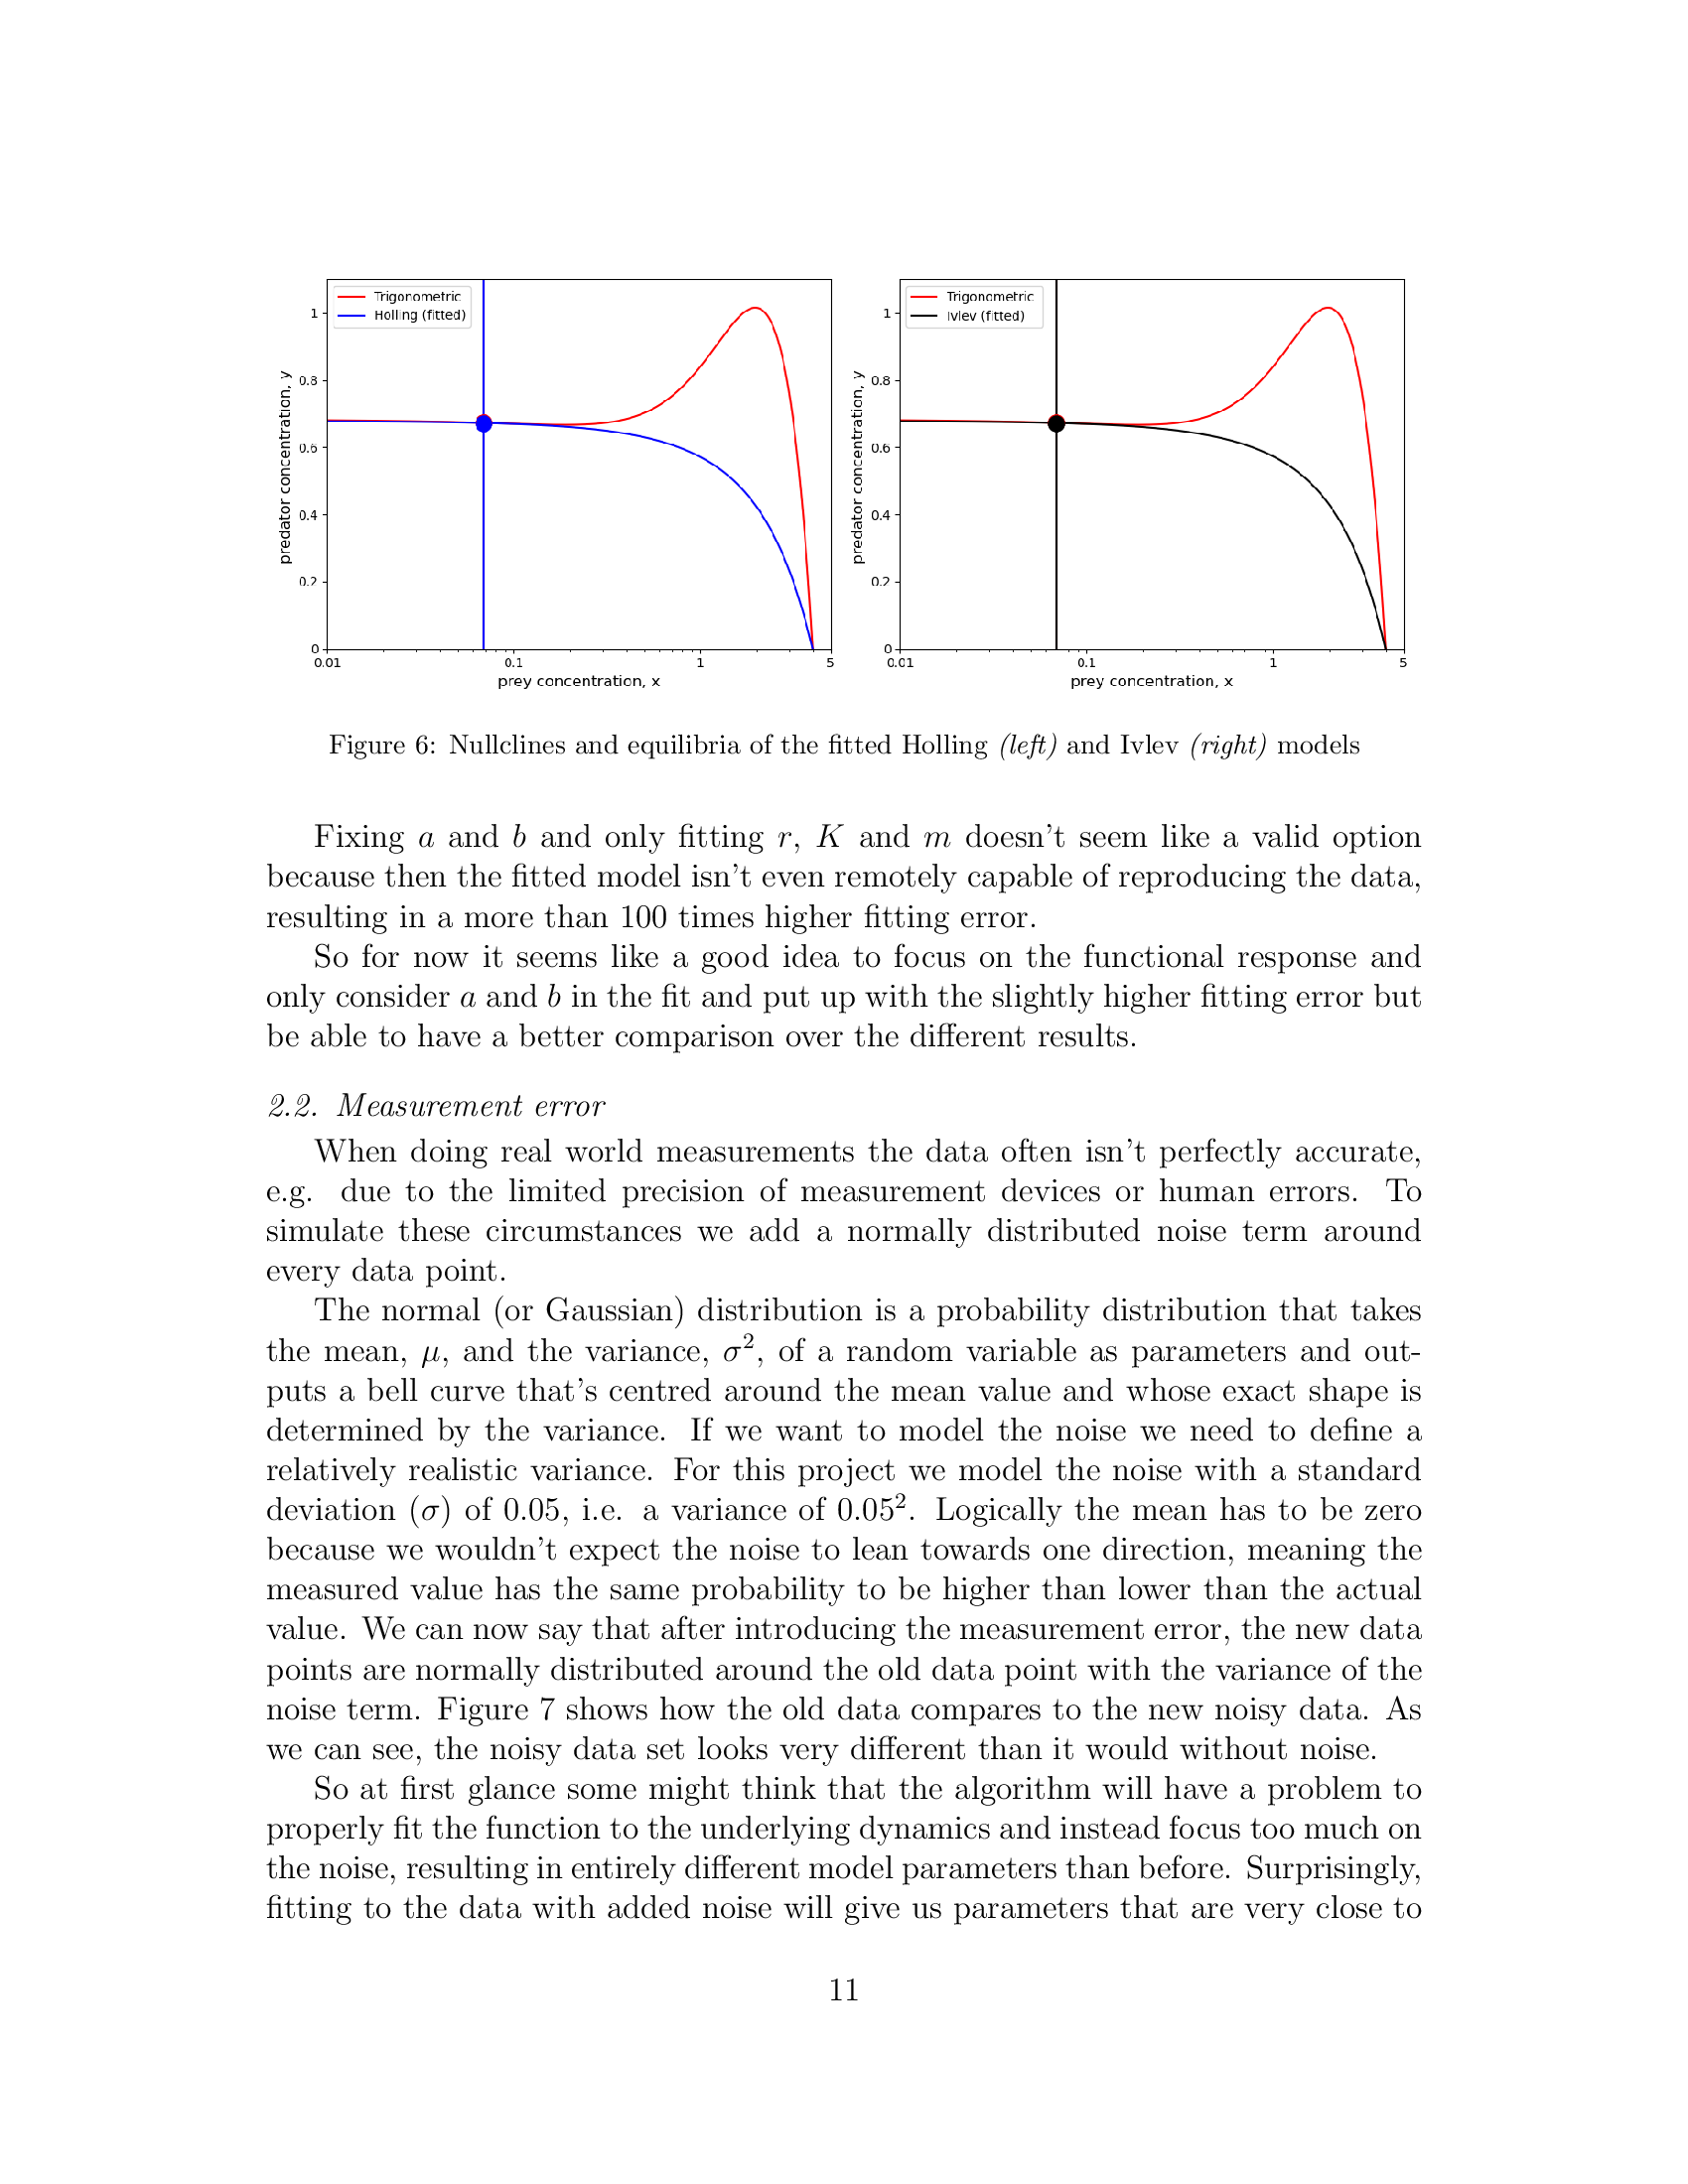 Trigonometric
Holling (fitted)
1
0.8
0.6
0.4
0.2
0
predator concentration, y
0.01
0.1
1
5
prey concentration, x
Trigonometric
Ivlev (fitted)
1
0.8
0.6
0.4
0.2
0
predator concentration, y
0.01
0.1
1
5
prey concentration, x
Figure 6: Nullclines and equilibria of the fitted Holling (left) and Ivlev (right) models
Fixing a and b and only fitting r, K and m doesn't seem like a valid option
because then the fitted model isn't even remotely capable of reproducing the data,
resulting in a more than 100 times higher fitting error.
So for now it seems like a good idea to focus on the functional response and
only consider a and b in the fit and put up with the slightly higher fitting error but
be able to have a better comparison over the different results.
2.2. Measurement error
When doing real world measurements the data often isn't perfectly accurate,
e.g. due to the limited precision of measurement devices or human errors. To
simulate these circumstances we add a normally distributed noise term around
every data point.
The normal (or Gaussian) distribution is a probability distribution that takes
the mean, μ, and the variance, σ², of a random variable as parameters and out-
puts a bell curve that's centred around the mean value and whose exact shape is
determined by the variance. If we want to model the noise we need to define a
relatively realistic variance. For this project we model the noise with a standard
deviation (σ) of 0.05, i.e. a variance of 0.05². Logically the mean has to be zero
because we wouldn't expect the noise to lean towards one direction, meaning the
measured value has the same probability to be higher than lower than the actual
value. We can now say that after introducing the measurement error, the new data
points are normally distributed around the old data point with the variance of the
noise term. Figure 7 shows how the old data compares to the new noisy data. As
we can see, the noisy data set looks very different than it would without noise.
So at first glance some might think that the algorithm will have a problem to
properly fit the function to the underlying dynamics and instead focus too much on
the noise, resulting in entirely different model parameters than before. Surprisingly,
fitting to the data with added noise will give us parameters that are very close to
11